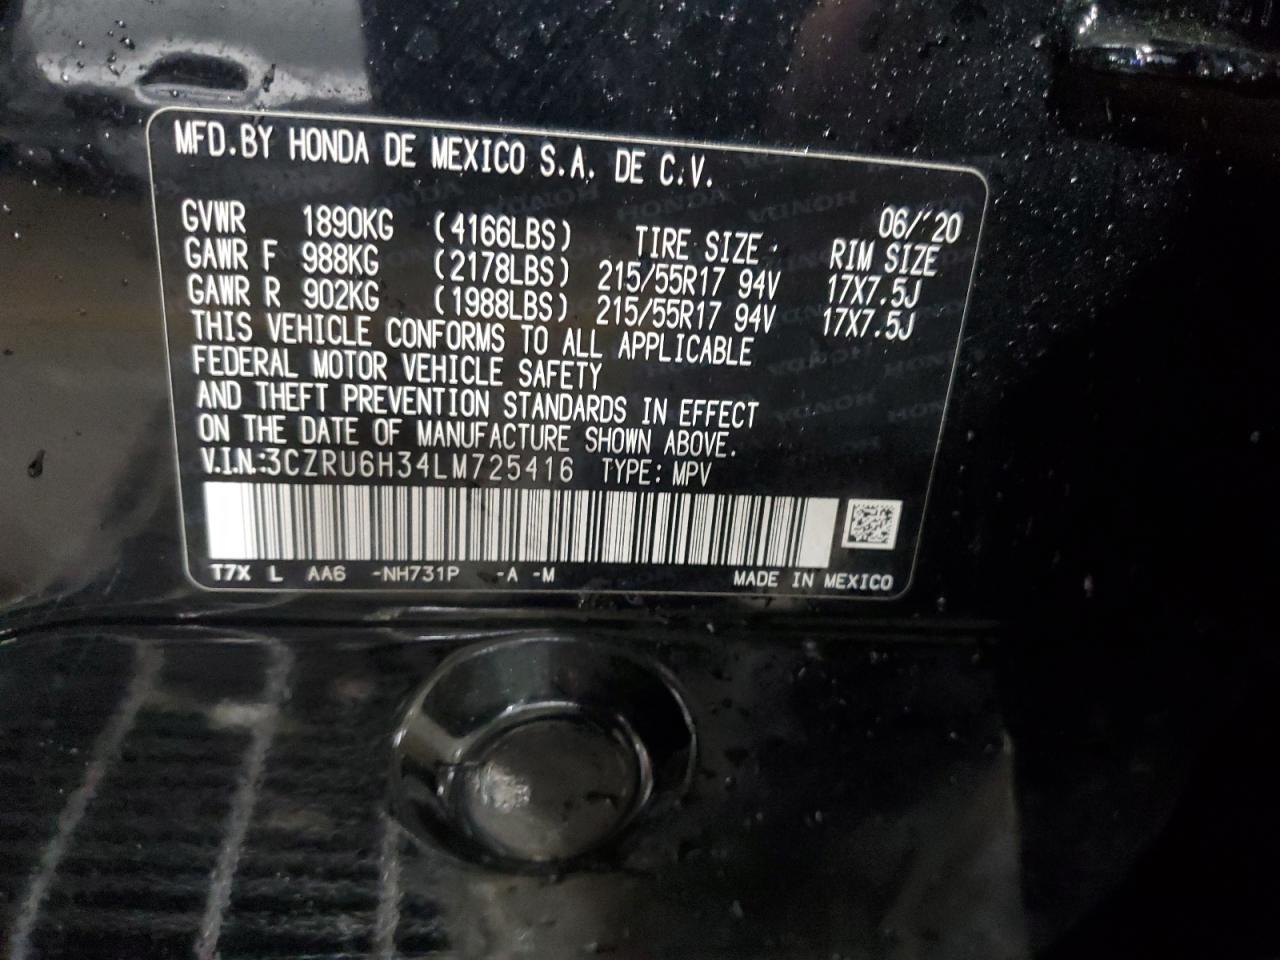 MFD.BY HONDA DE MEXICO S.A. DE C.V.
06/'20
GVWR 1890KG (4166LBS) TIRE SIZE RIM SIZE
GAWR F 988KG (2178LBS) 215/55R17 94V 17X7.5J
GAWR R 902KG (1988LBS) 215/55R17 94V 17X7.5J
THIS VEHICLE CONFORMS TO ALL APPLICABLE
FEDERAL MOTOR VEHICLE SAFETY
AND THEFT PREVENTION STANDARDS IN EFFECT
ON THE DATE OF MANUFACTURE SHOWN ABOVE.
V.I.N.:3CZRU6H34LM725416 TYPE: MPV
T7X L AA6 -NH731P -A -M MADE IN MEXICO